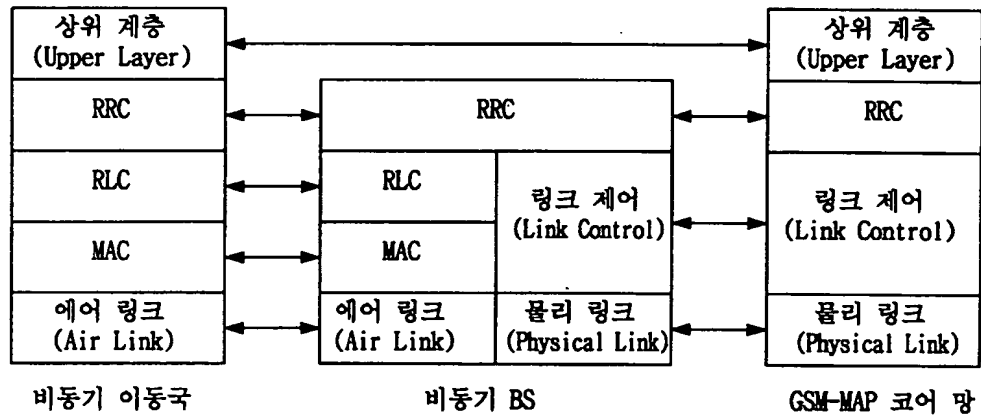 상위 계층
(Upper Layer)
상위 계층
(Upper Layer)
RRC
RRC
RRC
RLC
RLC
링크 제어
(Link Control)
링크 제어
(Link Control)
MAC
MAC
에어 링크
(Air Link)
에어 링크
(Air Link)
물리 링크
(Physical Link)
물리 링크
(Physical Link)
비동기 이동국
비동기 BS
GSM-MAP 코어 망